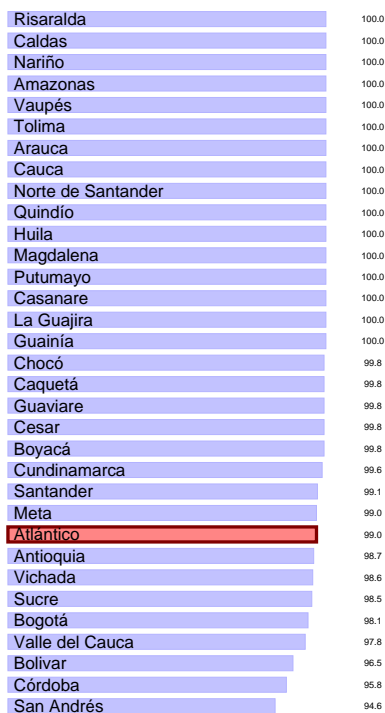 Risaralda 100.0
Caldas 100.0
Nariño 100.0
Amazonas 100.0
Vaupés 100.0
Tolima 100.0
Arauca 100.0
Cauca 100.0
Norte de Santander 100.0
Quindío 100.0
Huila 100.0
Magdalena 100.0
Putumayo 100.0
Casanare 100.0
La Guajira 100.0
Guainía 100.0
Chocó 99.8
Caquetá 99.8
Guaviare 99.8
Cesar 99.8
Boyacá 99.8
Cundinamarca 99.6
Santander 99.1
Meta 99.0
Atlántico 99.0
Antioquia 98.7
Vichada 98.6
Sucre 98.5
Bogotá 98.1
Valle del Cauca 97.8
Bolivar 96.5
Córdoba 95.8
San Andrés 94.6